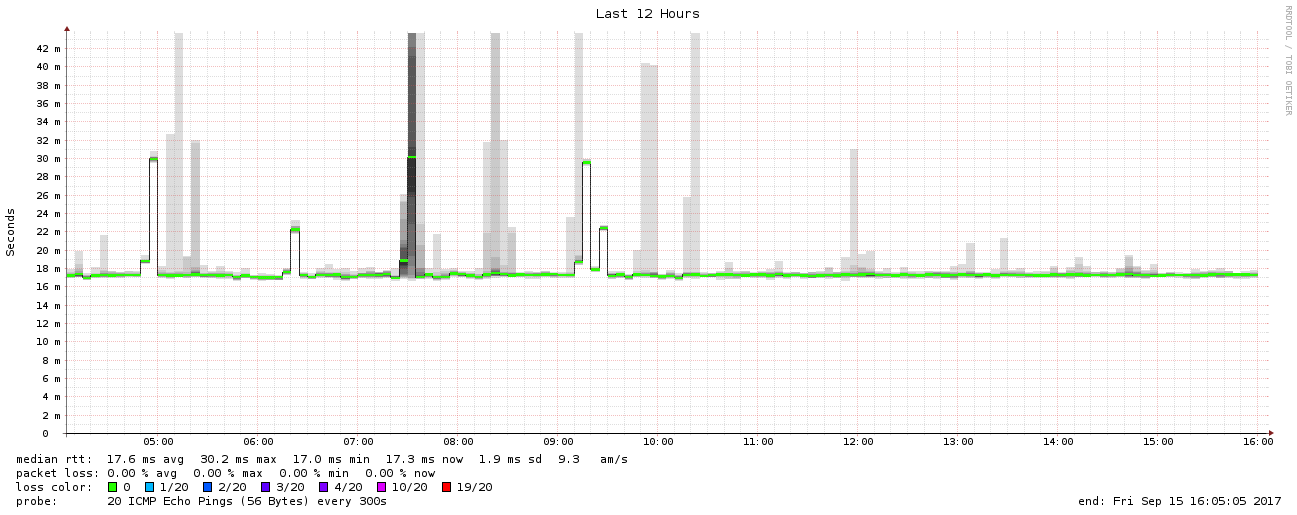 Last 12 Hours
RRDTOOL / TOBI OETIKER
Seconds
42 m
40 m
38 m
36 m
34 m
32 m
30 m
28 m
26 m
24 m
22 m
20 m
18 m
16 m
14 m
12 m
10 m
8 m
6 m
4 m
2 m
0
05:00 06:00 07:00 08:00 09:00 10:00 11:00 12:00 13:00 14:00 15:00 16:00
median rtt: 17.6 ms avg 30.2 ms max 17.0 ms min 17.3 ms now 1.9 ms sd 9.3 am/s
packet loss: 0.00 % avg 0.00 % max 0.00 % min 0.00 % now
loss color: 0 1/20 2/20 3/20 4/20 10/20 19/20
probe: 20 ICMP Echo Pings (56 Bytes) every 300s end: Fri Sep 15 16:05:05 2017